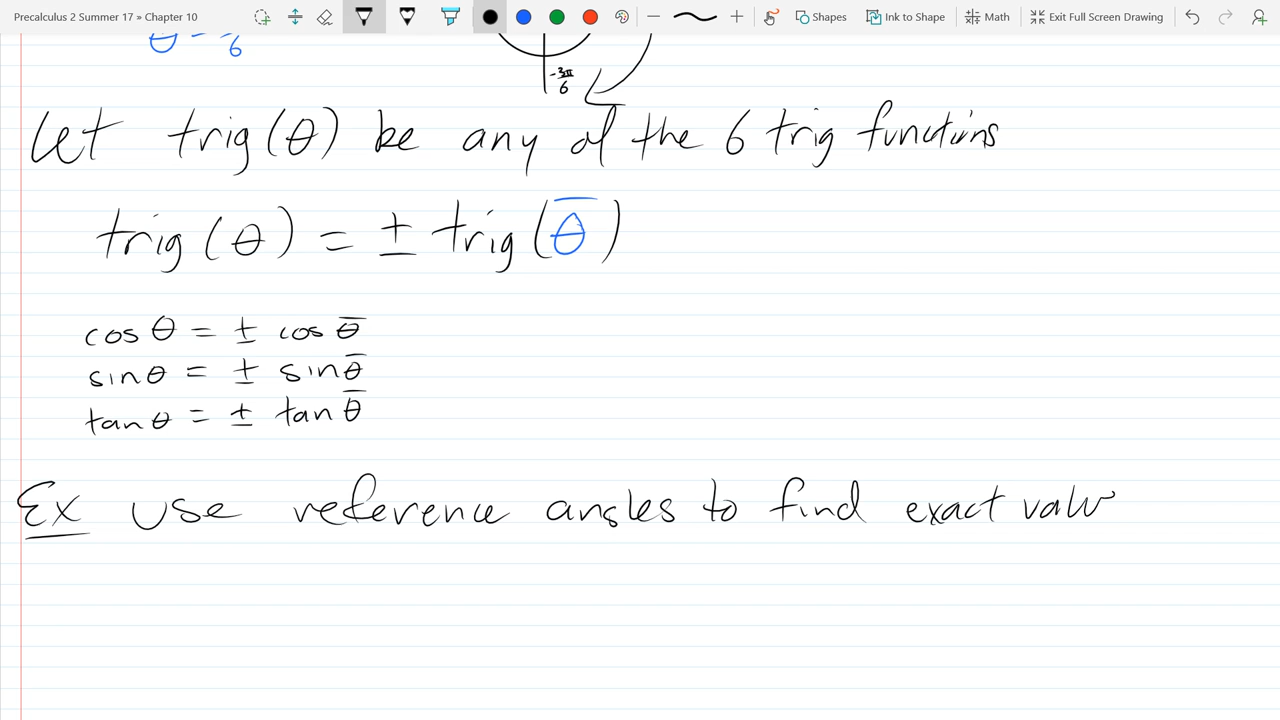 Precalculus 2 Summer 17 » Chapter 10
Shapes
Ink to Shape
Math
Exit Full Screen Drawing
6
-3π
6
Let trig(θ) be any of the 6 trig functions
trig(θ) = ± trig(θ̅)
cos θ = ± cos θ̅
sin θ = ± sin θ̅
tan θ = ± tan θ̅
Ex use reference angles to find exact valu